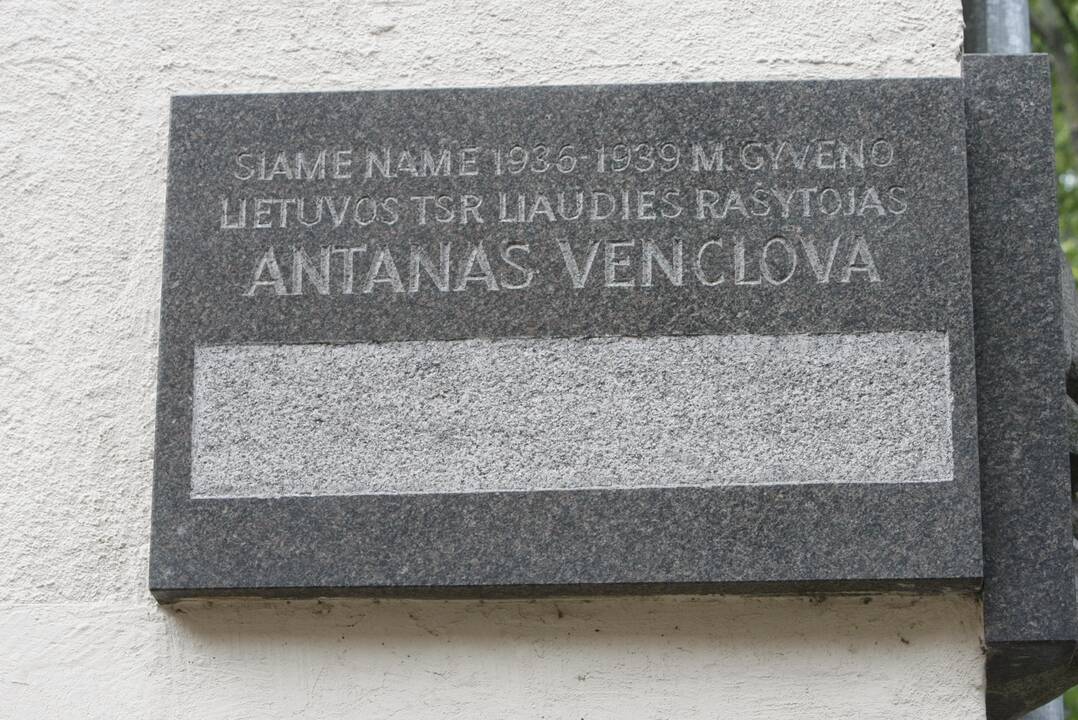 ŠIAME NAME 1936-1939 M. GYVENO
LIETUVOS TSR LIAUDIES RAŠYTOJAS
ANTANAS VENCLOVA